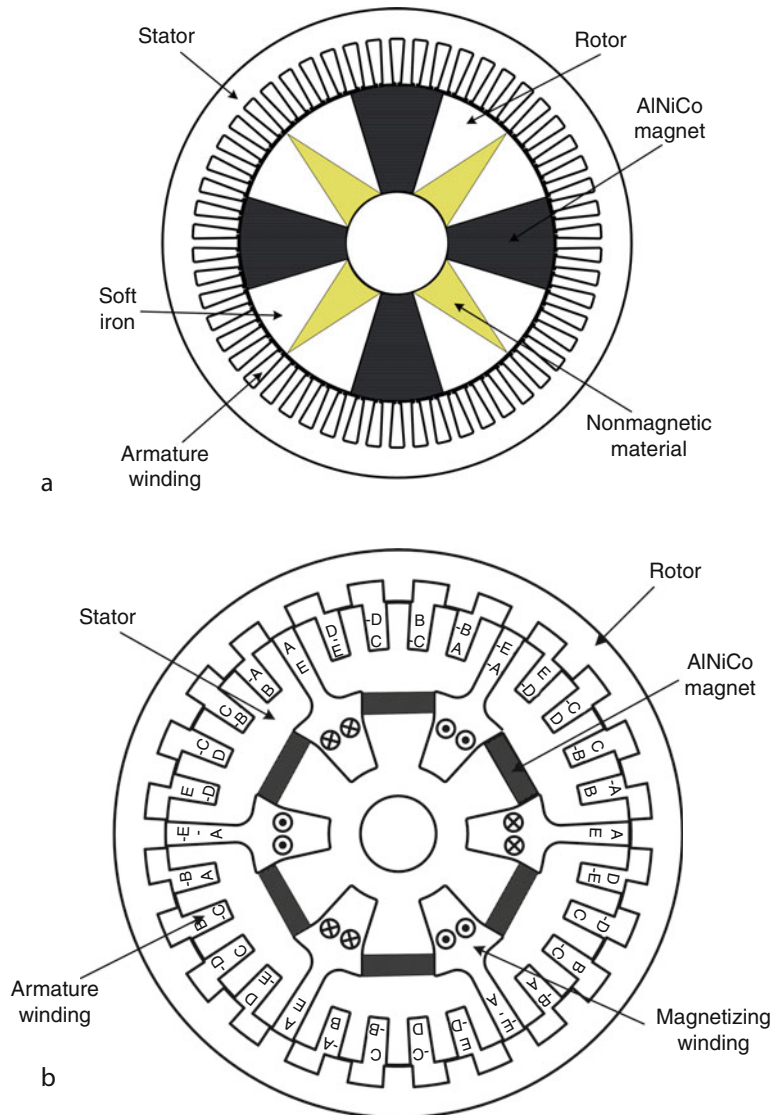 Stator
Rotor
AlNiCo
magnet
Soft
iron
Armature
winding
Nonmagnetic
material
a
Stator
Rotor
AlNiCo
magnet
A
E
D
-E
-D
C
B
-C
-B
A
-E
-A
E
-D
-C
D
C
-B
-A
B
A
E
D
-E
-D
C
B
-C
-B
A
-E
-A
E
-D
-C
D
C
-B
-A
B
A
E
D
-E
-D
C
B
-C
-B
A
-E
-A
E
-D
-C
D
C
-B
-A
B
Armature
winding
Magnetizing
winding
b